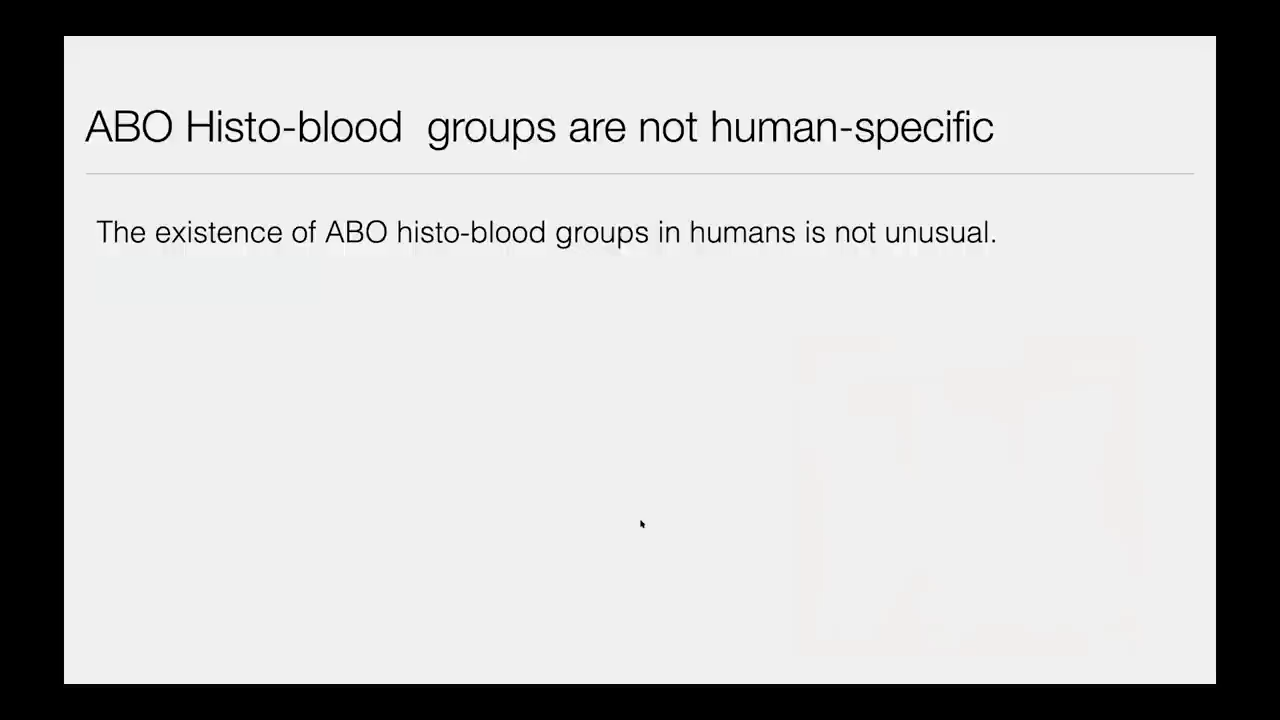 ABO Histo-blood  groups are not human-specific
The existence of ABO histo-blood groups in humans is not unusual.